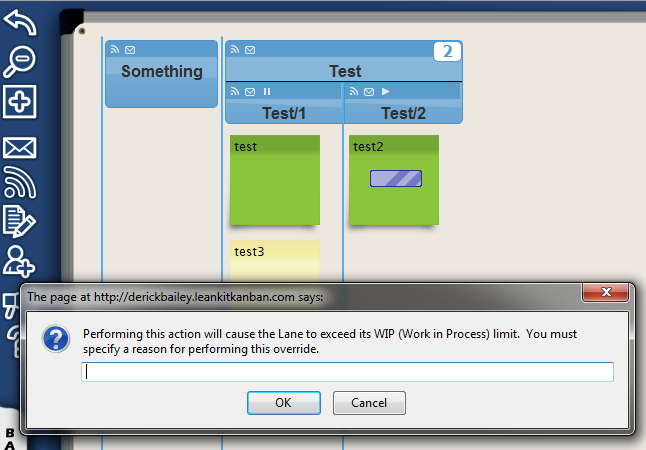 2
Something
Test
Test/1
Test/2
test
test2
test3
The page at http://derickbailey.leankitkanban.com says:
Performing this action will cause the Lane to exceed its WIP (Work in Process) limit. You must
specify a reason for performing this override.
OK
Cancel
B
A